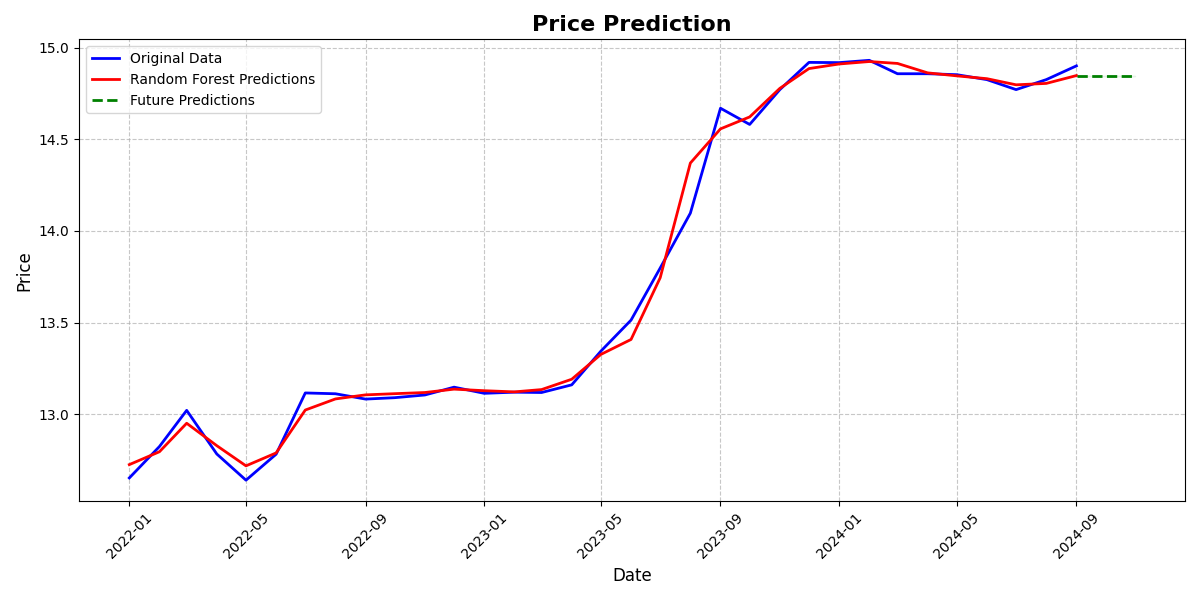 Price Prediction
Original Data
Random Forest Predictions
Future Predictions
15.0
14.5
14.0
13.5
13.0
Price
2022-01
2022-05
2022-09
2023-01
2023-05
2023-09
2024-01
2024-05
2024-09
Date